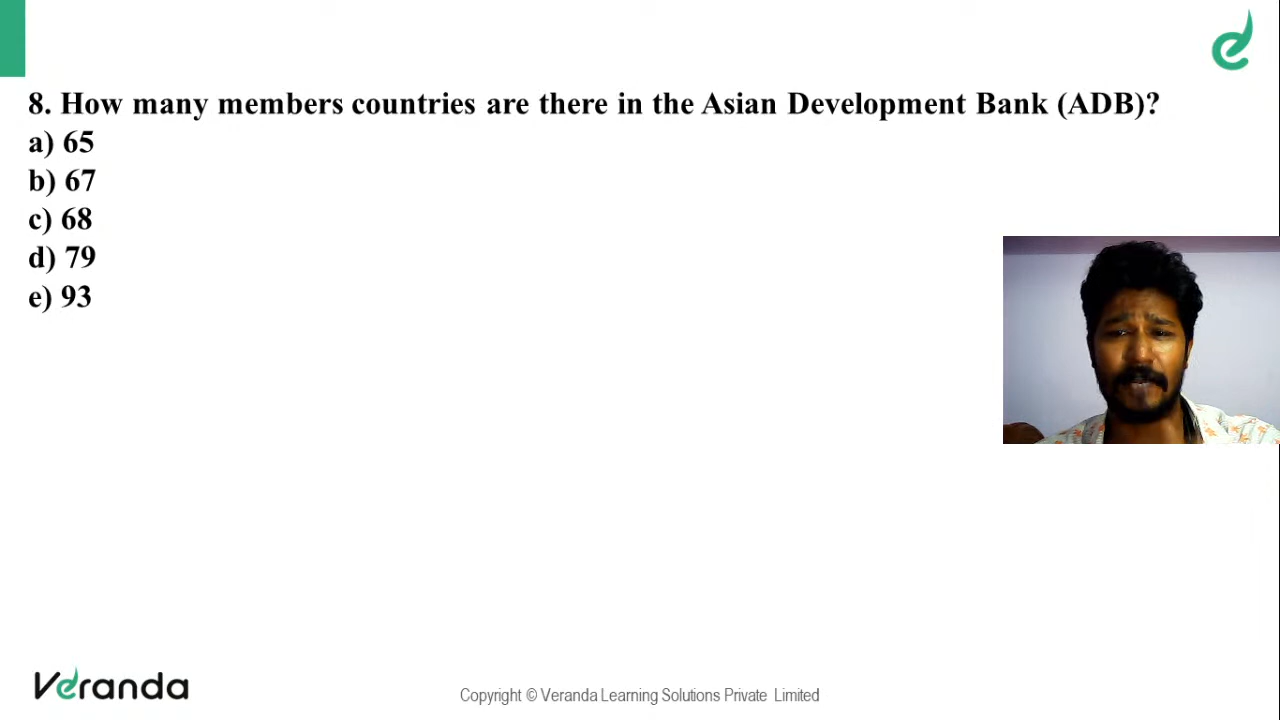 8. How many members countries are there in the Asian Development Bank (ADB)?
a) 65
b) 67
c) 68
d) 79
e) 93
Veranda
Copyright © Veranda Learning Solutions Private Limited